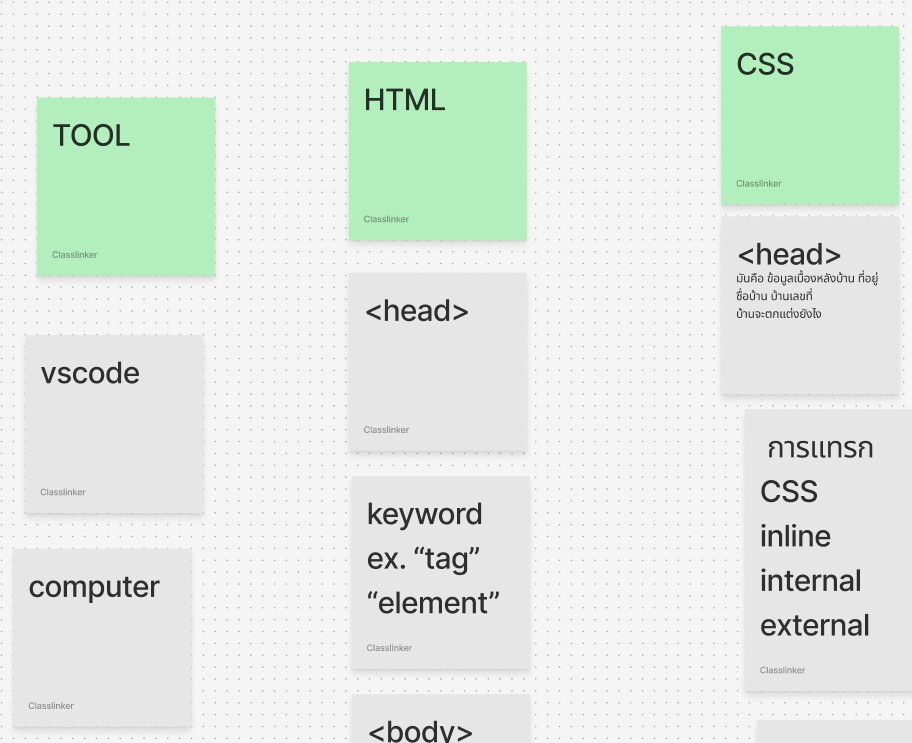 TOOL
Classlinker
vscode
Classlinker
computer
Classlinker
HTML
Classlinker
<head>
Classlinker
keyword
ex. “tag”
“element”
Classlinker
<body>
CSS
Classlinker
<head>
มันคือ ข้อมูลเบื้องหลังบ้าน ที่อยู่
ชื่อบ้าน บ้านเลขที่
บ้านจะตกแต่งยังไง
การแทรก
CSS
inline
internal
external
Classlinker